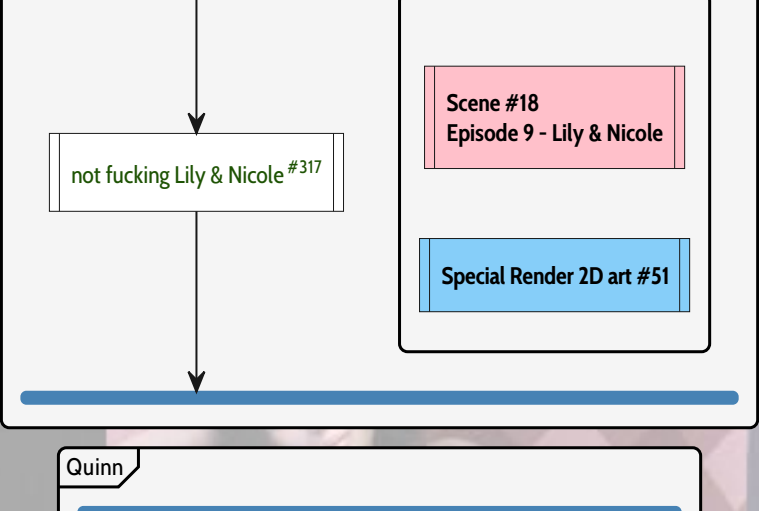 Scene #18
Episode 9 - Lily & Nicole
not fucking Lily & Nicole #317
Special Render 2D art #51
Quinn